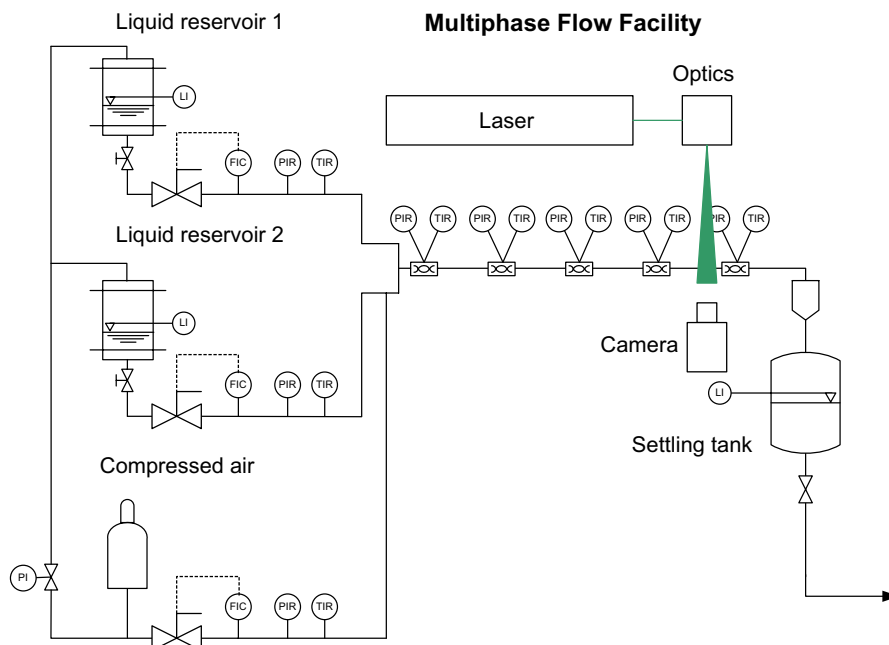 Liquid reservoir 1
Multiphase Flow Facility
Optics
Laser
LI
FIC
PIR
TIR
PIR
TIR
PIR
TIR
PIR
TIR
PIR
TIR
PIR
TIR
Liquid reservoir 2
LI
Camera
FIC
PIR
TIR
LI
Settling tank
Compressed air
PI
FIC
PIR
TIR